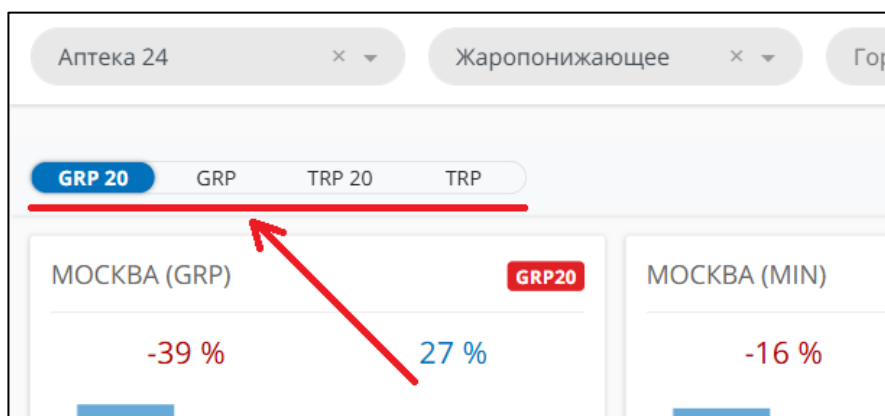 Аптека 24 × Жаропонижающее × Гор
GRP 20 GRP TRP 20 TRP
МОСКВА (GRP) GRP20 МОСКВА (MIN)
-39 % 27 % -16 %